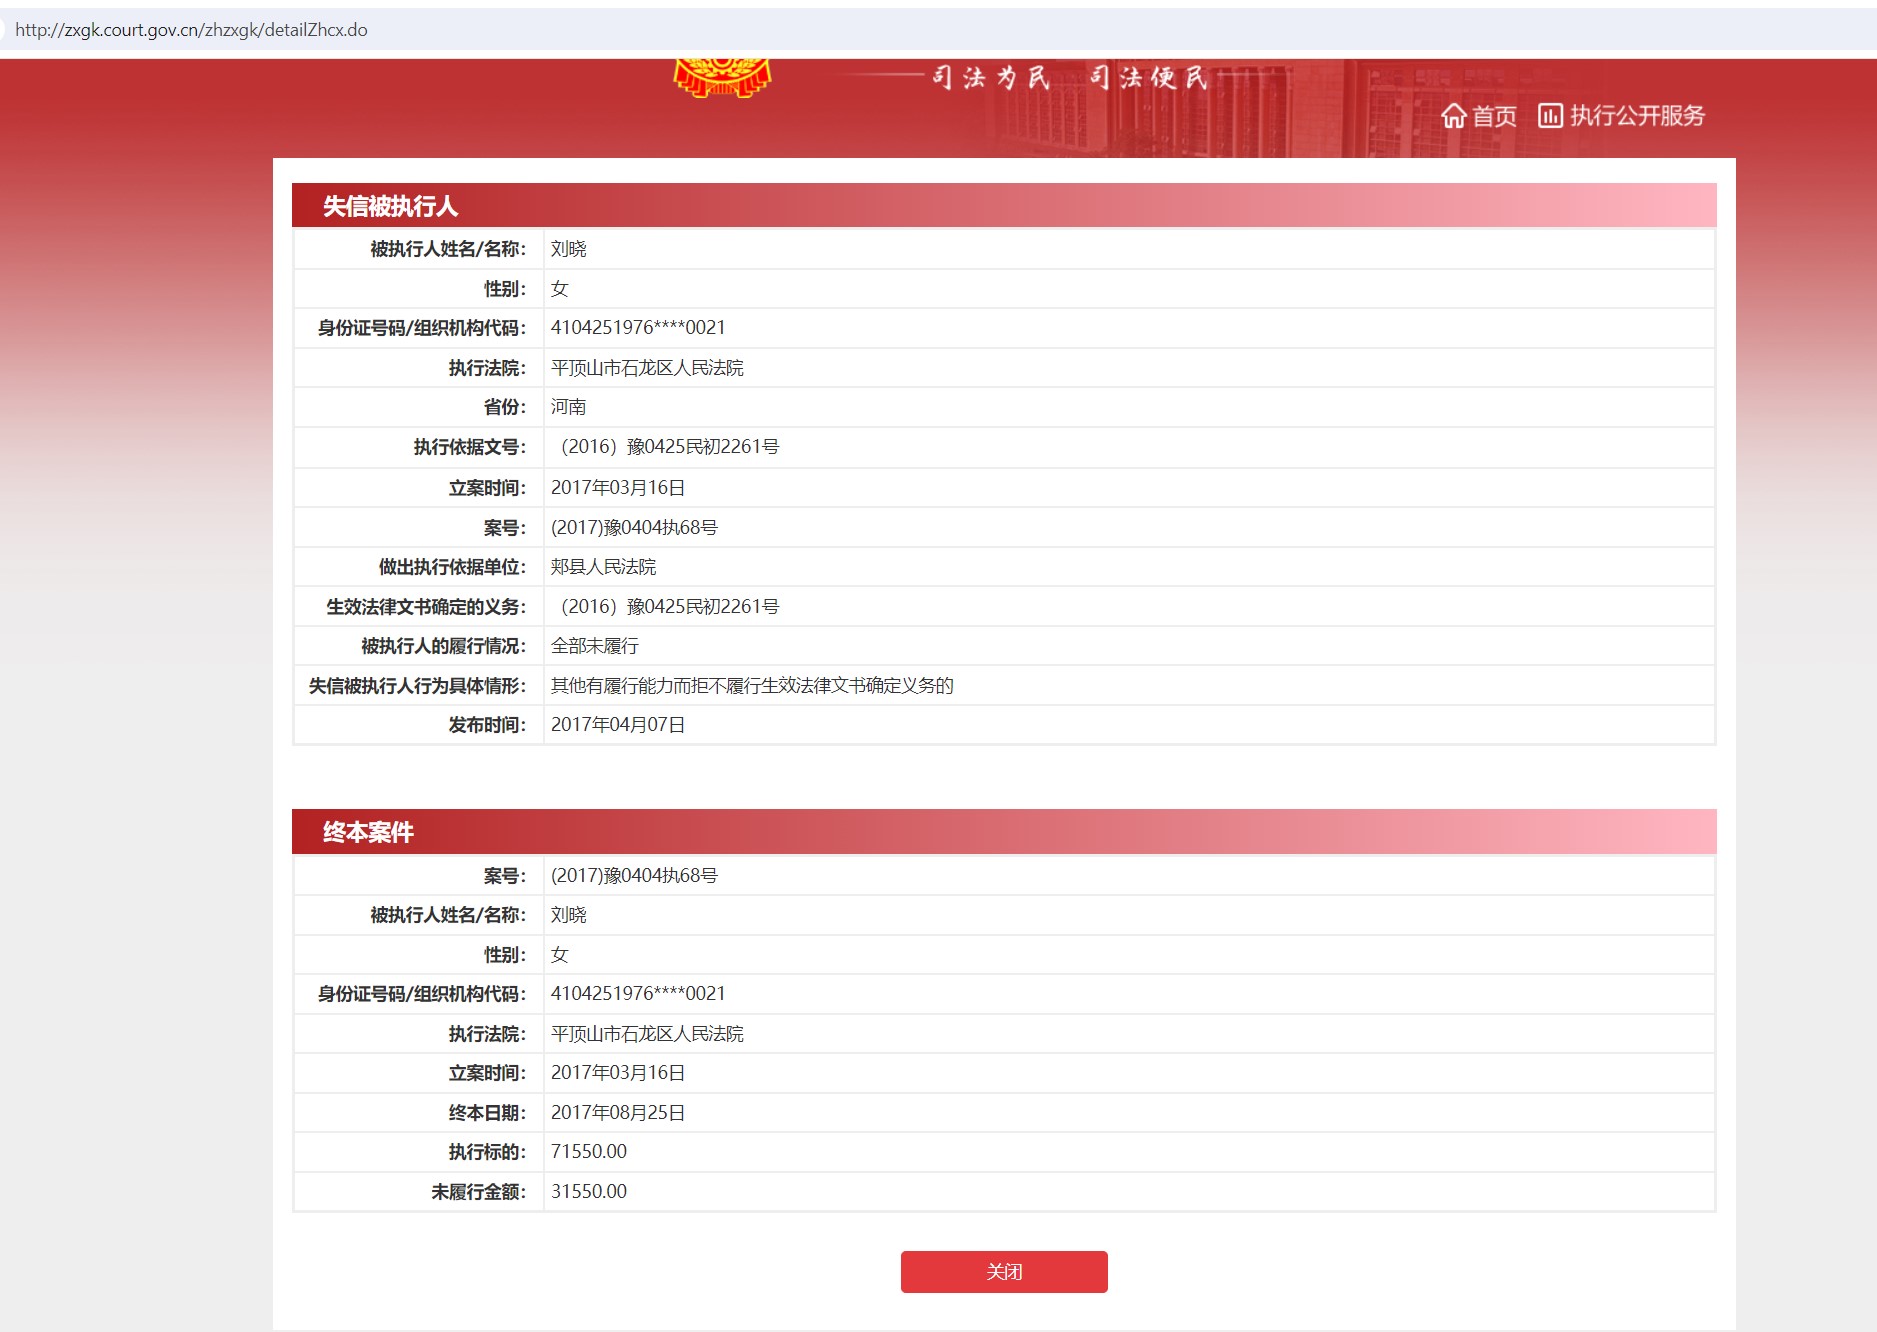 http://zxgk.court.gov.cn/zhzxgk/detailZhcx.do
司法为民 司法便民
首页 执行公开服务
失信被执行人
被执行人姓名/名称： 刘晓
性别： 女
身份证号码/组织机构代码： 4104251976****0021
执行法院： 平顶山市石龙区人民法院
省份： 河南
执行依据文号： （2016）豫0425民初2261号
立案时间： 2017年03月16日
案号： (2017)豫0404执68号
做出执行依据单位： 郏县人民法院
生效法律文书确定的义务： （2016）豫0425民初2261号
被执行人的履行情况： 全部未履行
失信被执行人行为具体情形： 其他有履行能力而拒不履行生效法律文书确定义务的
发布时间： 2017年04月07日
终本案件
案号： (2017)豫0404执68号
被执行人姓名/名称： 刘晓
性别： 女
身份证号码/组织机构代码： 4104251976****0021
执行法院： 平顶山市石龙区人民法院
立案时间： 2017年03月16日
终本日期： 2017年08月25日
执行标的： 71550.00
未履行金额： 31550.00
关闭